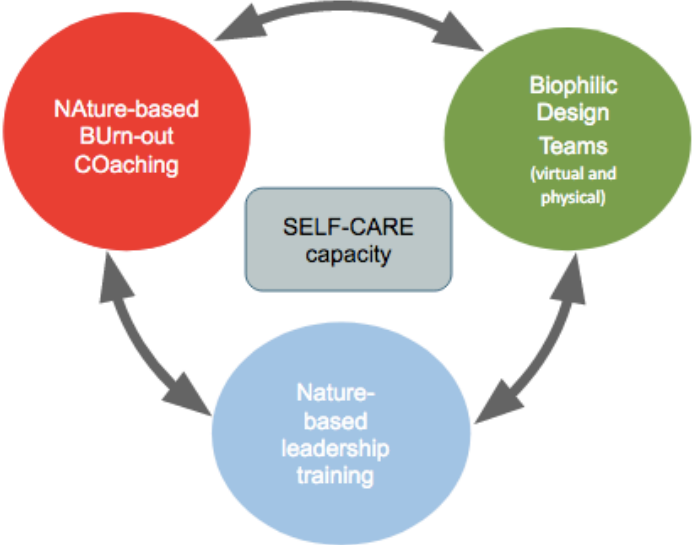 NAture-based
BUrn-out
COaching
Biophilic
Design
Teams
(virtual and
physical)
SELF-CARE
capacity
Nature-
based
leadership
training